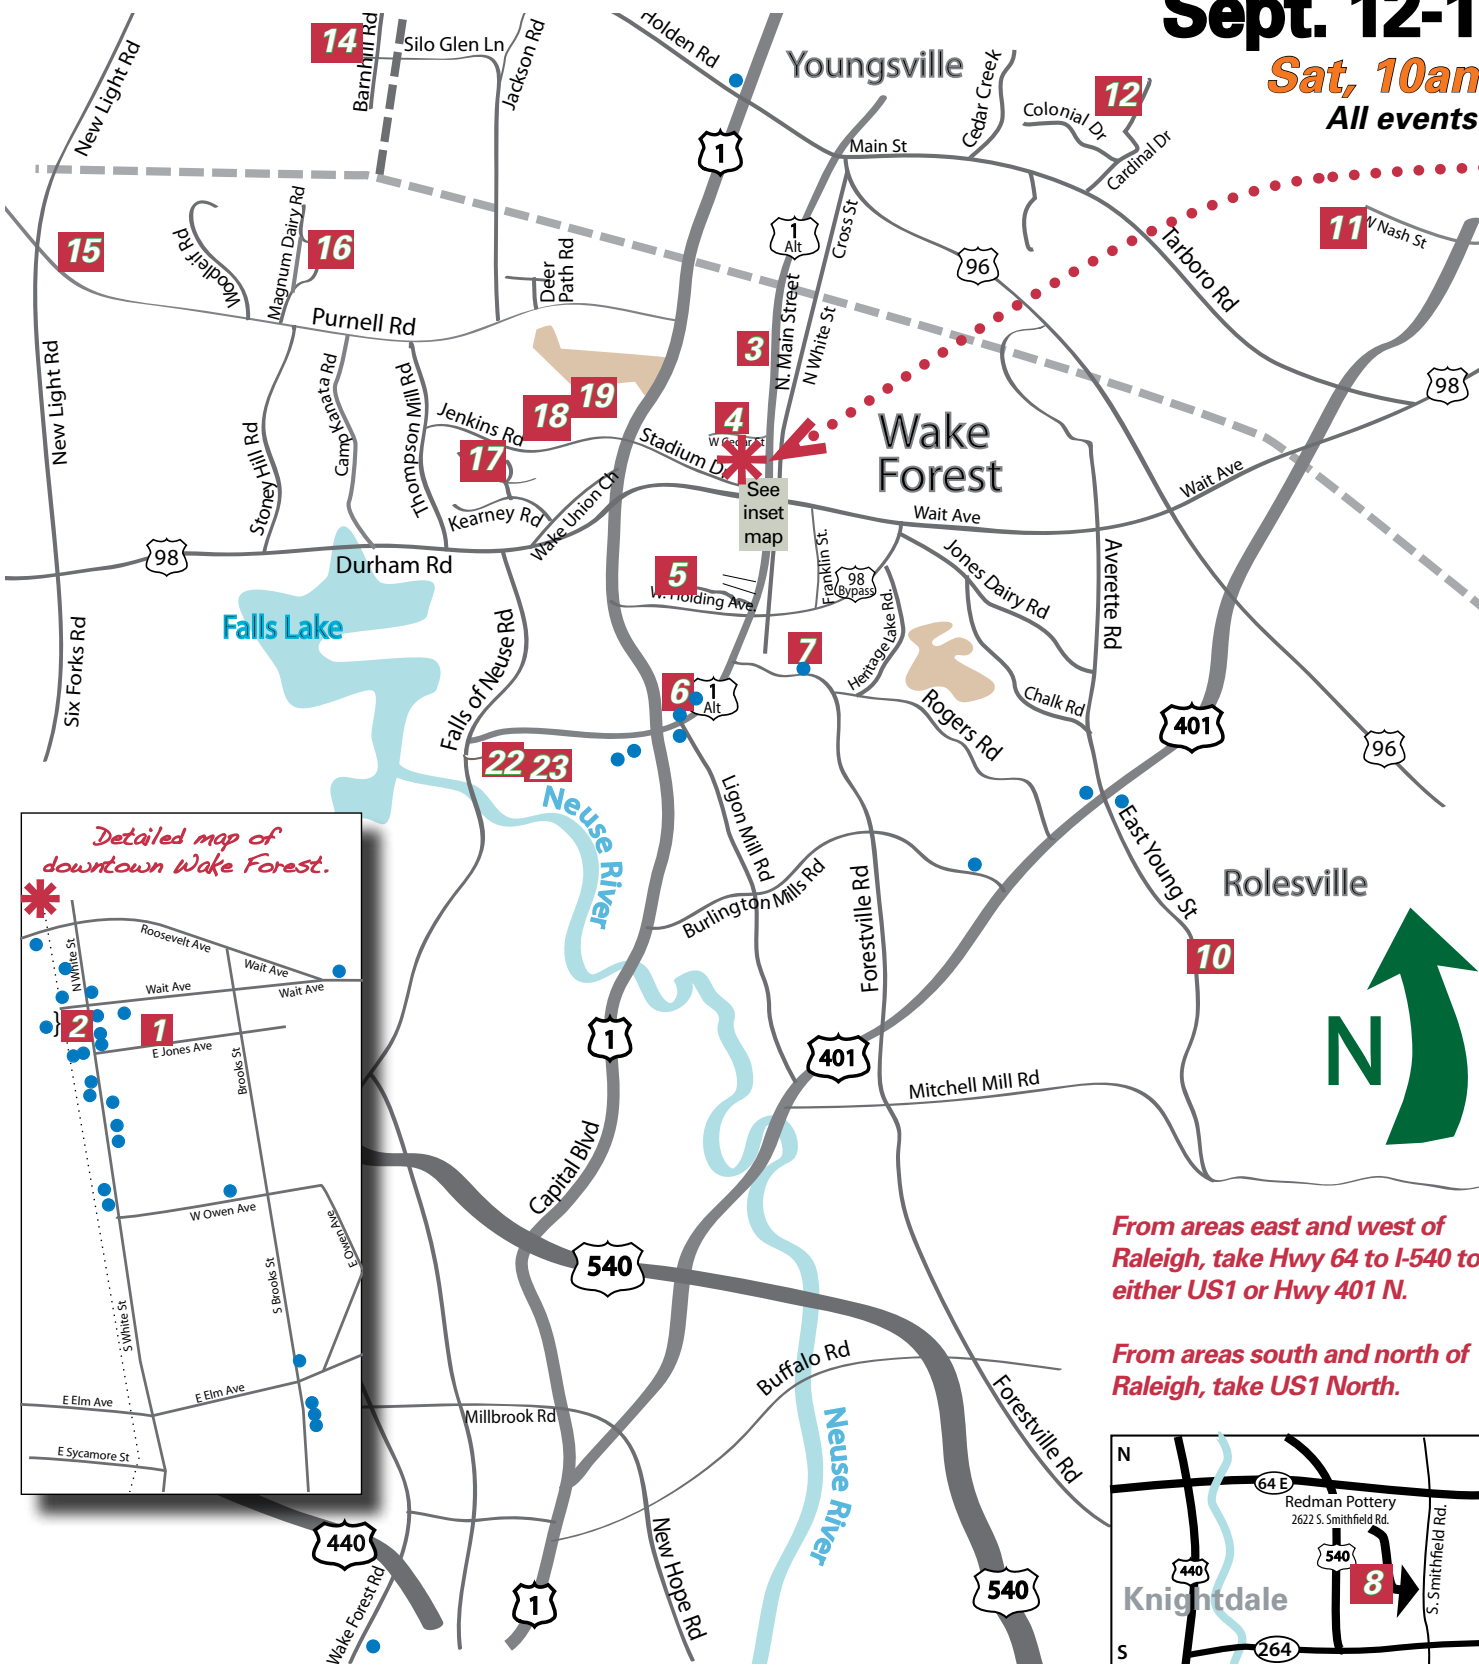 Sept. 12-1
Sat, 10am
All events
14
Barnhill Rd
Silo Glen Ln
Jackson Rd
New Light Rd
Holden Rd
Youngsville
Cedar Creek
12
Colonial Dr
Cardinal Dr
1
Main St
15
Woodleif Rd
Magnum Dairy Rd
16
Deer
Path Rd
1
Alt
Cross St
96
Tarboro Rd
11
W Nash St
Purnell Rd
New Light Rd
Stoney Hill Rd
Camp Kanata Rd
Thompson Mill Rd
Jenkins Rd
18
19
17
Kearney Rd
Wake Union Ch
3
N. Main Street
N White St
4
W Cedar St
Stadium Dr
See
inset
map
Wake
Forest
98
Wait Ave
Wait Ave
98
Durham Rd
Falls Lake
Six Forks Rd
Falls of Neuse Rd
5
W. Holding Ave.
Franklin St.
98
Bypass
Heritage Lake Rd.
Jones Dairy Rd
Averette Rd
7
6
1
Alt
Chalk Rd
Rogers Rd
401
96
22
23
Neuse River
Ligon Mill Rd
Burlington Mills Rd
Forestville Rd
East Young St
Rolesville
10
N
Detailed map of
downtown Wake Forest.
Roosevelt Ave
N White St
Wait Ave
Wait Ave
Wait Ave
}
2
1
E Jones Ave
Brooks St
W Owen Ave
E Owen Ave
S Brooks St
S White St
E Elm Ave
E Elm Ave
E Sycamore St
1
401
Mitchell Mill Rd
Capital Blvd
540
Buffalo Rd
Millbrook Rd
Forestville Rd
Neuse River
New Hope Rd
440
Wake Forest Rd
1
540
From areas east and west of
Raleigh, take Hwy 64 to I-540 to
either US1 or Hwy 401 N.
From areas south and north of
Raleigh, take US1 North.
N
64 E
Redman Pottery
2622 S. Smithfield Rd.
440
540
8
S. Smithfield Rd.
Knightdale
S
264